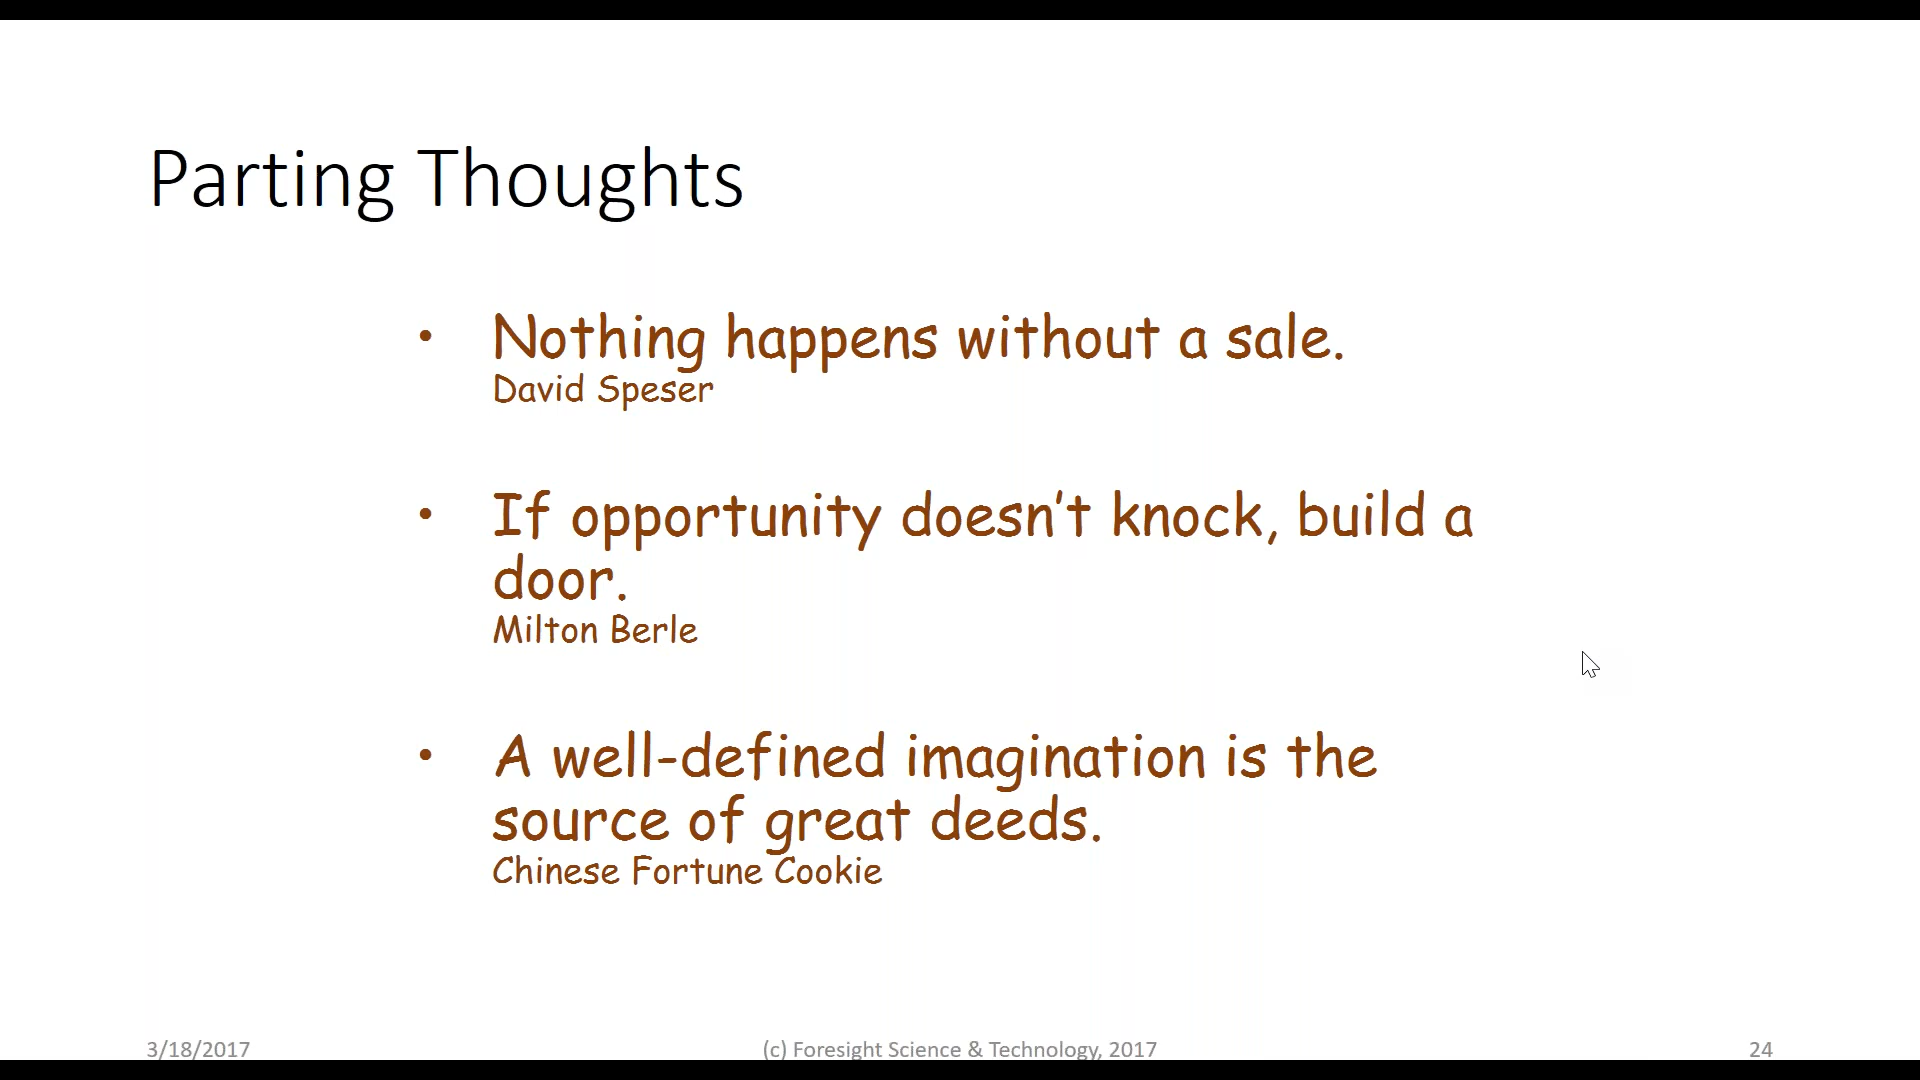 Parting Thoughts
• Nothing happens without a sale.
David Speser
• If opportunity doesn’t knock, build a
door.
Milton Berle
• A well-defined imagination is the
source of great deeds.
Chinese Fortune Cookie
3/18/2017
(c) Foresight Science & Technology, 2017
24